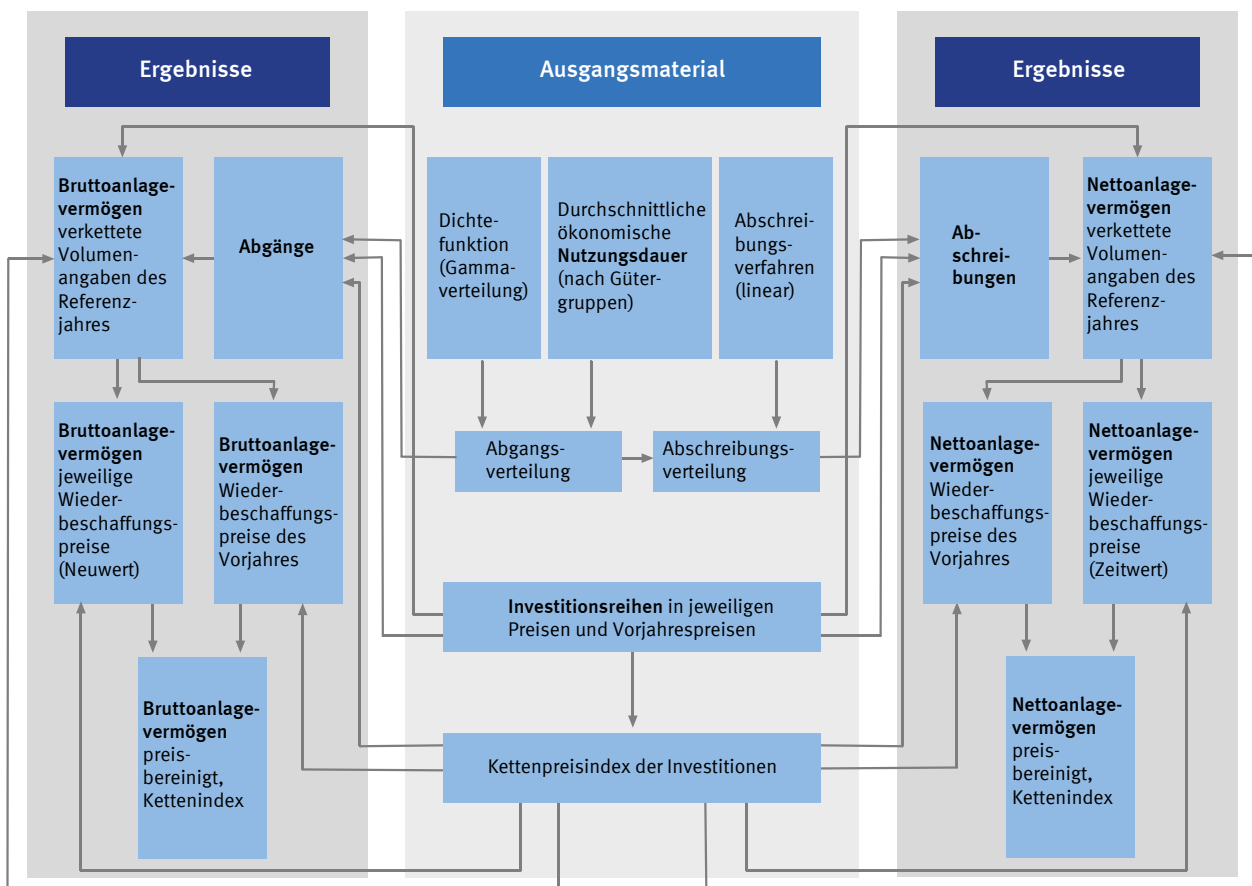 Ergebnisse
Bruttoanlage-
vermögen
verkettete
Volumen-
angaben des
Referenz-
jahres
Abgänge
Bruttoanlage-
vermögen
jeweilige
Wieder-
beschaffungs-
preise
(Neuwert)
Bruttoanlage-
vermögen
Wieder-
beschaffungs-
preise des
Vorjahres
Bruttoanlage-
vermögen
preis-
bereinigt,
Kettenindex
Ausgangsmaterial
Dichte-
funktion
(Gamma-
verteilung)
Durchschnittliche
ökonomische
Nutzungsdauer
(nach Güter-
gruppen)
Abschrei-
bungs-
verfahren
(linear)
Abgangs-
verteilung
Abschreibungs-
verteilung
Investitionsreihen in jeweiligen
Preisen und Vorjahrespreisen
Kettenpreisindex der Investitionen
Ergebnisse
Ab-
schrei-
bungen
Nettoanlage-
vermögen
verkettete
Volumen-
angaben des
Referenz-
jahres
Nettoanlage-
vermögen
Wieder-
beschaffungs-
preise des
Vorjahres
Nettoanlage-
vermögen
jeweilige
Wieder-
beschaffungs-
preise
(Zeitwert)
Nettoanlage-
vermögen
preis-
bereinigt,
Kettenindex